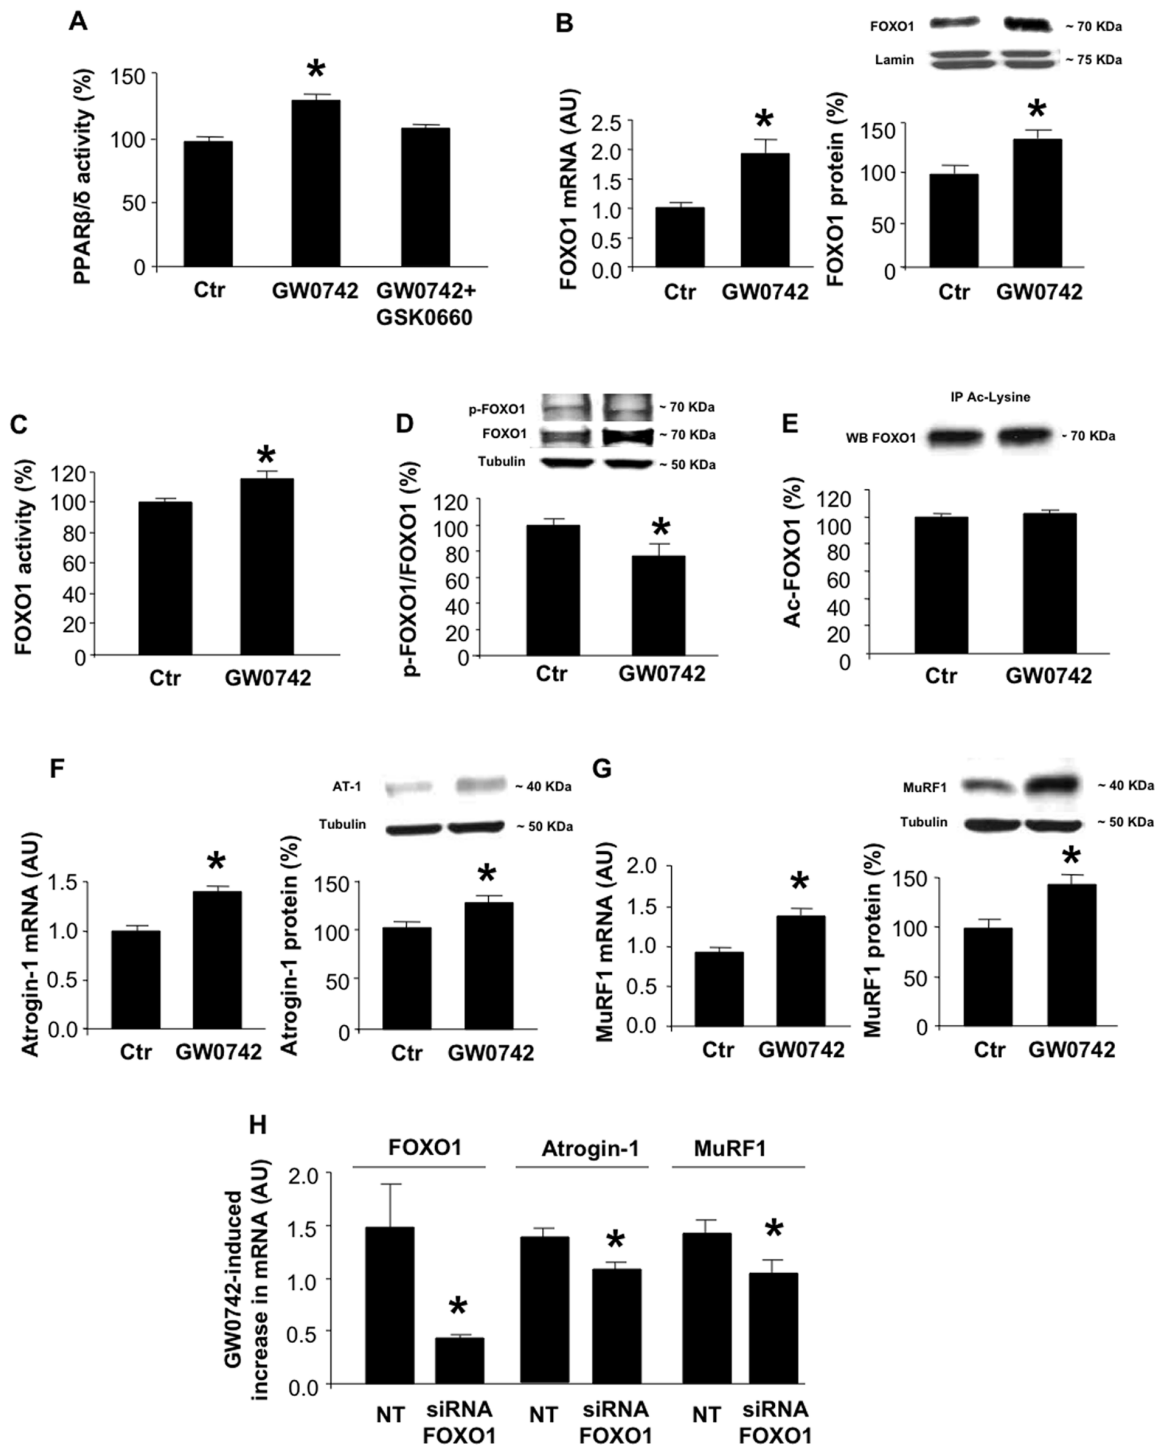 A
PPARβ/δ activity (%)
150
100
50
0
*
Ctr
GW0742
GW0742+
GSK0660
B
FOXO1 mRNA (AU)
2.5
2.0
1.5
1.0
0.5
0.0
*
Ctr
GW0742
FOXO1
~ 70 KDa
Lamin
~ 75 KDa
FOXO1 protein (%)
150
100
50
0
*
Ctr
GW0742
C
FOXO1 activity (%)
120
100
80
60
40
20
0
*
Ctr
GW0742
D
p-FOXO1
~ 70 KDa
FOXO1
~ 70 KDa
Tubulin
~ 50 KDa
p-FOXO1/FOXO1 (%)
120
100
80
60
40
20
0
*
Ctr
GW0742
E
IP Ac-Lysine
WB FOXO1
~ 70 KDa
Ac-FOXO1 (%)
120
100
80
60
40
20
0
Ctr
GW0742
F
Atrogin-1 mRNA (AU)
1.5
1.0
0.5
0.0
*
Ctr
GW0742
AT-1
~ 40 KDa
Tubulin
~ 50 KDa
Atrogin-1 protein (%)
150
100
50
0
*
Ctr
GW0742
G
MuRF1 mRNA (AU)
2.0
1.5
1.0
0.5
0.0
*
Ctr
GW0742
MuRF1
~ 40 KDa
Tubulin
~ 50 KDa
MuRF1 protein (%)
150
100
50
0
*
Ctr
GW0742
H
FOXO1
Atrogin-1
MuRF1
GW0742-induced
increase in mRNA (AU)
2.0
1.5
1.0
0.5
0.0
*
*
*
NT
siRNA
FOXO1
NT
siRNA
FOXO1
NT
siRNA
FOXO1